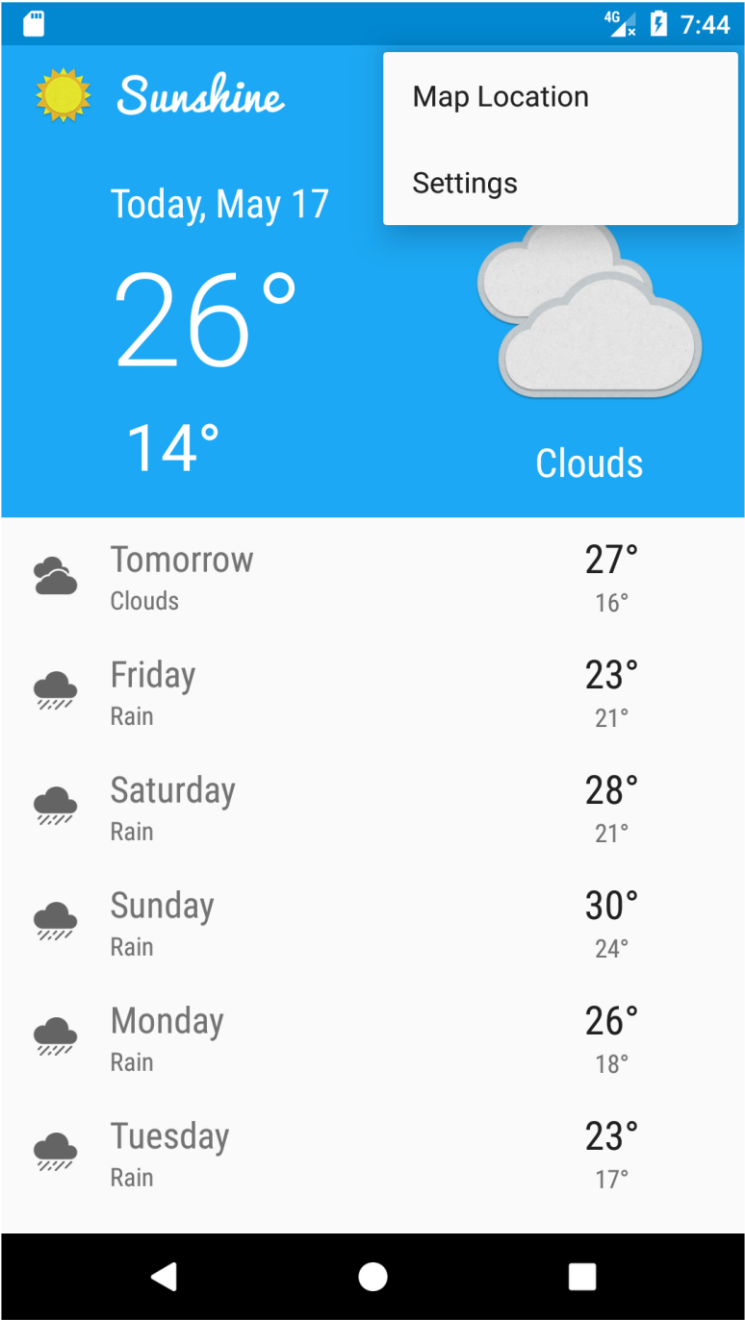 4G 7:44
Sunshine
Map Location
Settings
Today, May 17
26°
14°
Clouds
Tomorrow 27°
Clouds 16°
Friday 23°
Rain 21°
Saturday 28°
Rain 21°
Sunday 30°
Rain 24°
Monday 26°
Rain 18°
Tuesday 23°
Rain 17°